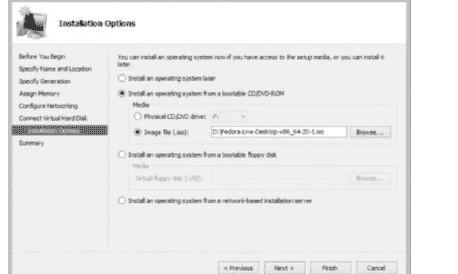 Installation Options
Before You Begin
Specify Name and Location
Specify Generation
Assign Memory
Configure Networking
Connect Virtual Hard Disk
Installation Options
Summary
You can install an operating system now if you have access to the setup media, or you can install it
later.
Install an operating system later
Install an operating system from a bootable CD/DVD-ROM
Media
Physical CD/DVD drive:
Image file (.iso):
D:\Fedora-Live-Desktop-x86_64-20-1.iso
Browse...
Install an operating system from a bootable floppy disk
Media
Virtual floppy disk (.vfd):
Browse...
Install an operating system from a network-based installation server
< Previous
Next >
Finish
Cancel